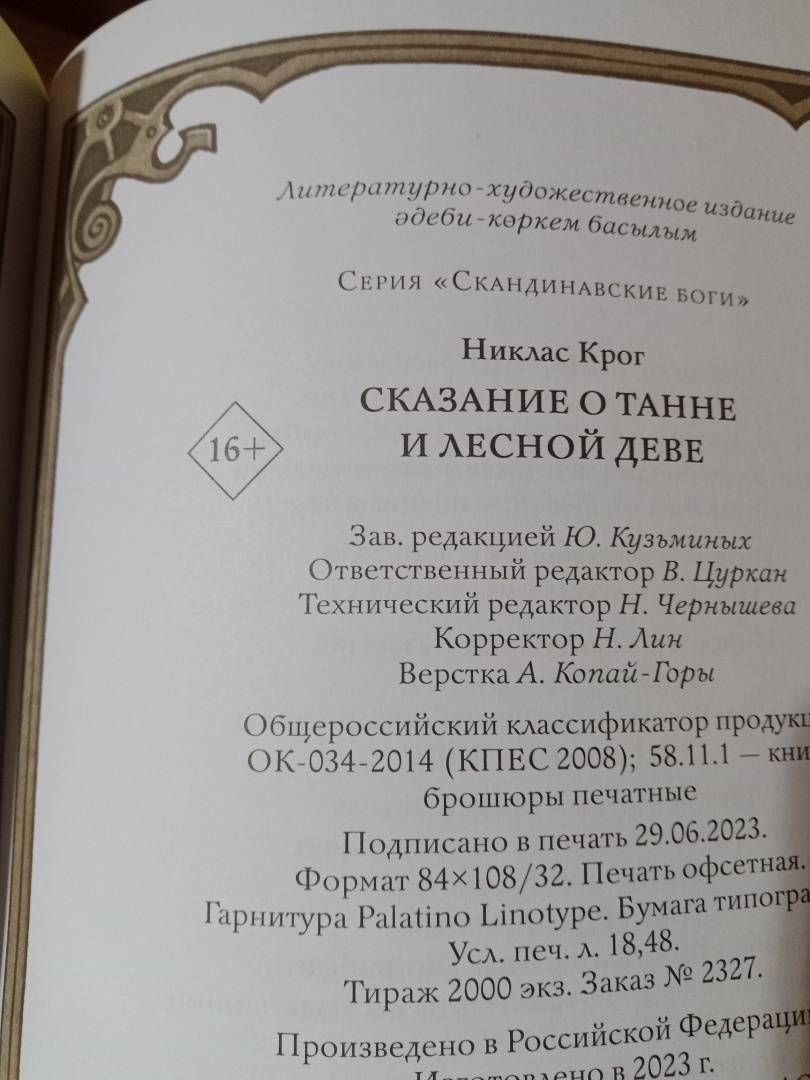 Литературно-художественное издание
әдеби-көркем басылым
Серия «Скандинавские боги»
Никлас Крог
СКАЗАНИЕ О ТАННЕ
И ЛЕСНОЙ ДЕВЕ
16+
Зав. редакцией Ю. Кузьминых
Ответственный редактор В. Цуркан
Технический редактор Н. Чернышева
Корректор Н. Лин
Верстка А. Копай-Горы
Общероссийский классификатор продукц
ОК-034-2014 (КПЕС 2008); 58.11.1 — кни
брошюры печатные
Подписано в печать 29.06.2023.
Формат 84×108/32. Печать офсетная.
Гарнитура Palatino Linotype. Бумага типогра
Усл. печ. л. 18,48.
Тираж 2000 экз. Заказ № 2327.
Произведено в Российской Федераци
Изготовлено в 2023 г.